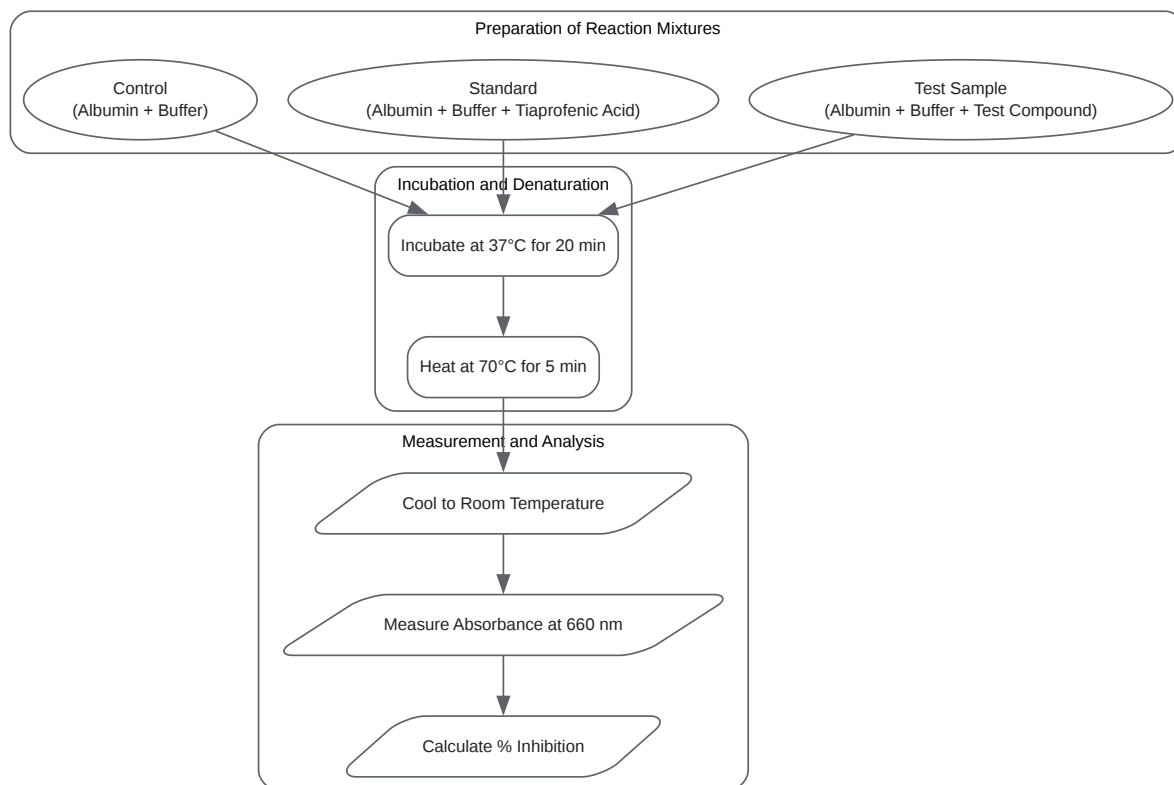 Preparation of Reaction Mixtures
Control
(Albumin + Buffer)
Standard
(Albumin + Buffer + Tiaprofenic Acid)
Test Sample
(Albumin + Buffer + Test Compound)
Incubation and Denaturation
Incubate at 37°C for 20 min
Heat at 70°C for 5 min
Measurement and Analysis
Cool to Room Temperature
Measure Absorbance at 660 nm
Calculate % Inhibition